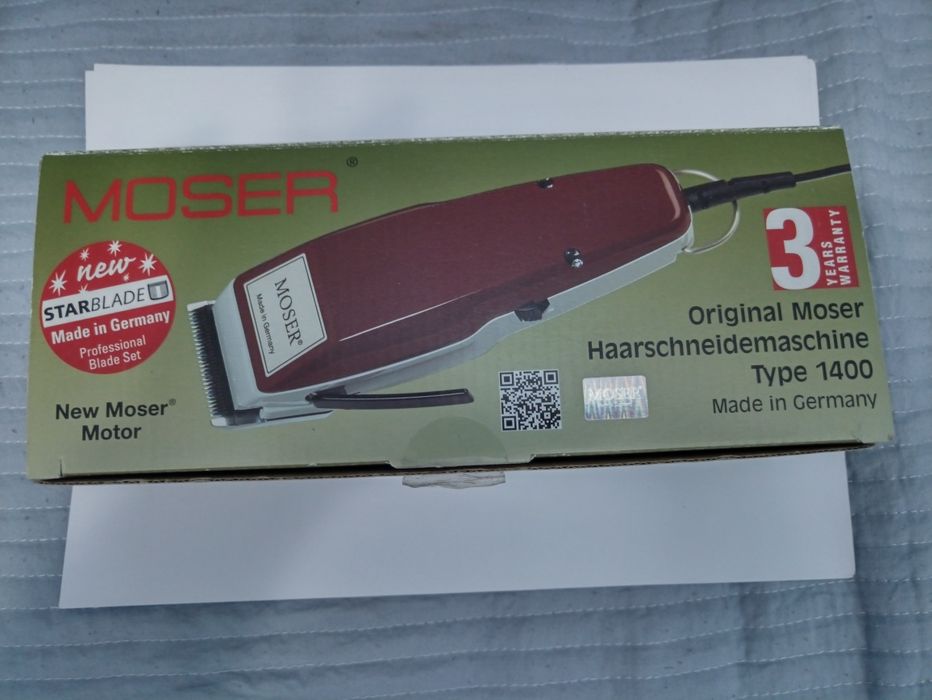 MOSER®
new
STARBLADE
Made in Germany
Professional
Blade Set
New Moser®
Motor
MOSER®
Made in Germany
3
YEARS
WARRANTY
Original Moser
Haarschneidemaschine
Type 1400
Made in Germany
MOSER